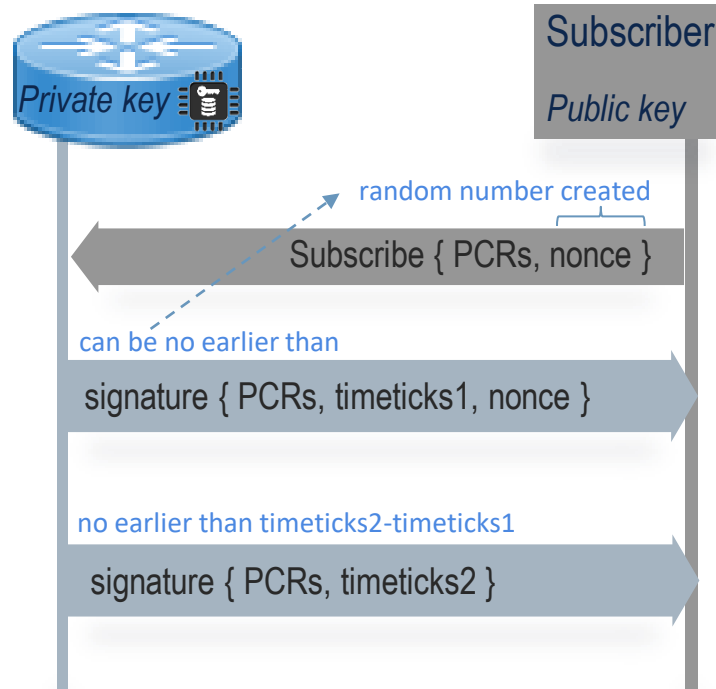 Subscriber
Private key
Public key
random number created
Subscribe { PCRs, nonce }
can be no earlier than
signature { PCRs, timeticks1, nonce }
no earlier than timeticks2-timeticks1
signature { PCRs, timeticks2 }